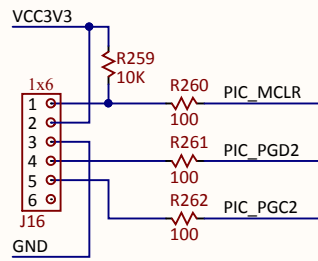 VCC3V3
R259
10K
1x6
1
2
3
4
5
6
J16
GND
R260
100
PIC_MCLR
R261
100
PIC_PGD2
R262
100
PIC_PGC2